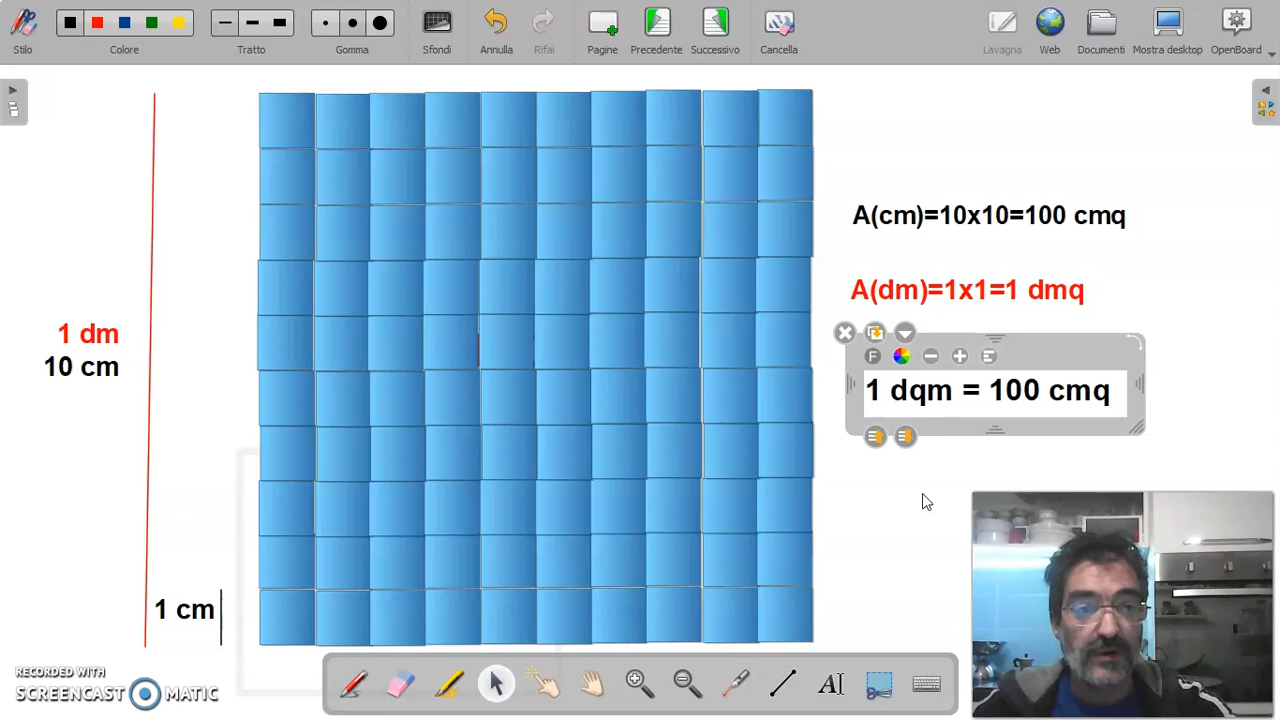 Stilo
Colore
Tratto
Gomma
Sfondi
Annulla
Rifai
Pagine
Precedente
Successivo
Cancella
Lavagna
Web
Documenti
Mostra desktop
OpenBoard
A(cm)=10x10=100 cmq
A(dm)=1x1=1 dmq
1 dm
10 cm
F
1 dqm = 100 cmq
1 cm
RECORDED WITH
SCREENCAST MATIC
AI